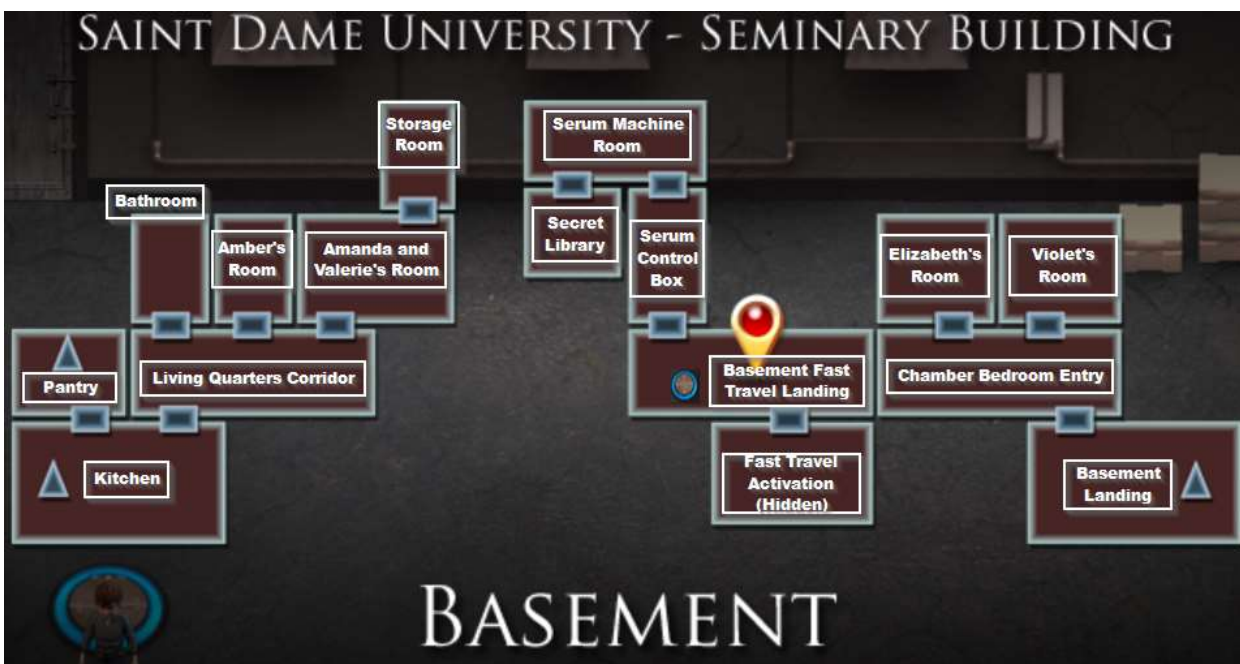 SAINT DAME UNIVERSITY - SEMINARY BUILDING
Storage
Room
Serum Machine
Room
Bathroom
Amber's
Room
Amanda and
Valerie's Room
Secret
Library
Serum
Control
Box
Elizabeth's
Room
Violet's
Room
Pantry
Living Quarters Corridor
Basement Fast
Travel Landing
Chamber Bedroom Entry
Kitchen
Fast Travel
Activation
(Hidden)
Basement
Landing
BASEMENT